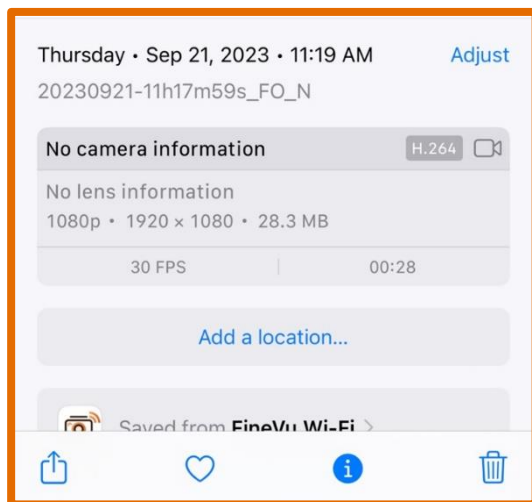 Thursday • Sep 21, 2023 • 11:19 AM Adjust
20230921-11h17m59s_FO_N
No camera information H.264
No lens information
1080p • 1920 × 1080 • 28.3 MB
30 FPS 00:28
Add a location...
Saved from FineVu Wi-Fi >